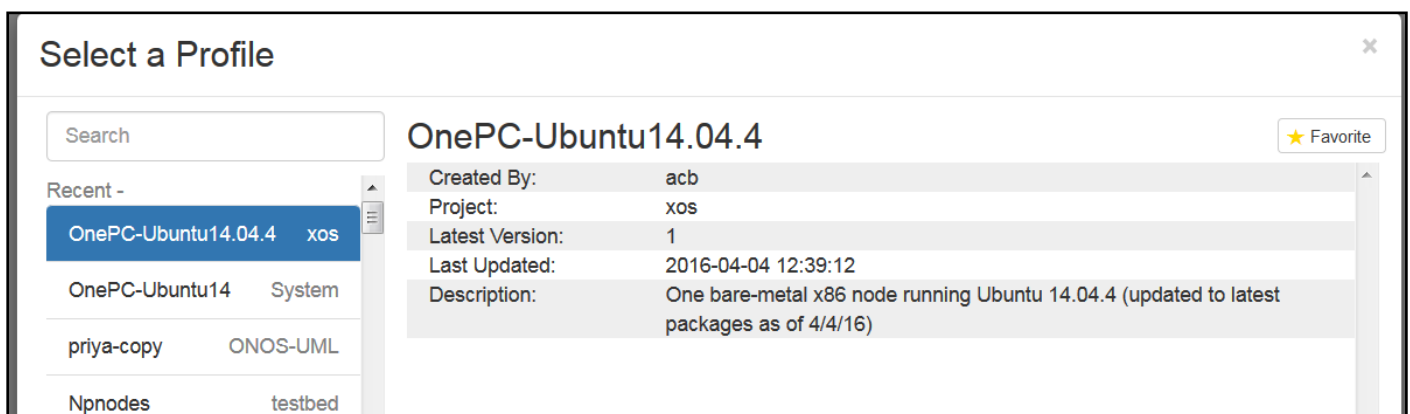 Select a Profile
×
Search
Recent -
OnePC-Ubuntu14.04.4 xos
OnePC-Ubuntu14 System
priya-copy ONOS-UML
Npnodes testbed
OnePC-Ubuntu14.04.4
Favorite
Created By: acb
Project: xos
Latest Version: 1
Last Updated: 2016-04-04 12:39:12
Description: One bare-metal x86 node running Ubuntu 14.04.4 (updated to latest
packages as of 4/4/16)